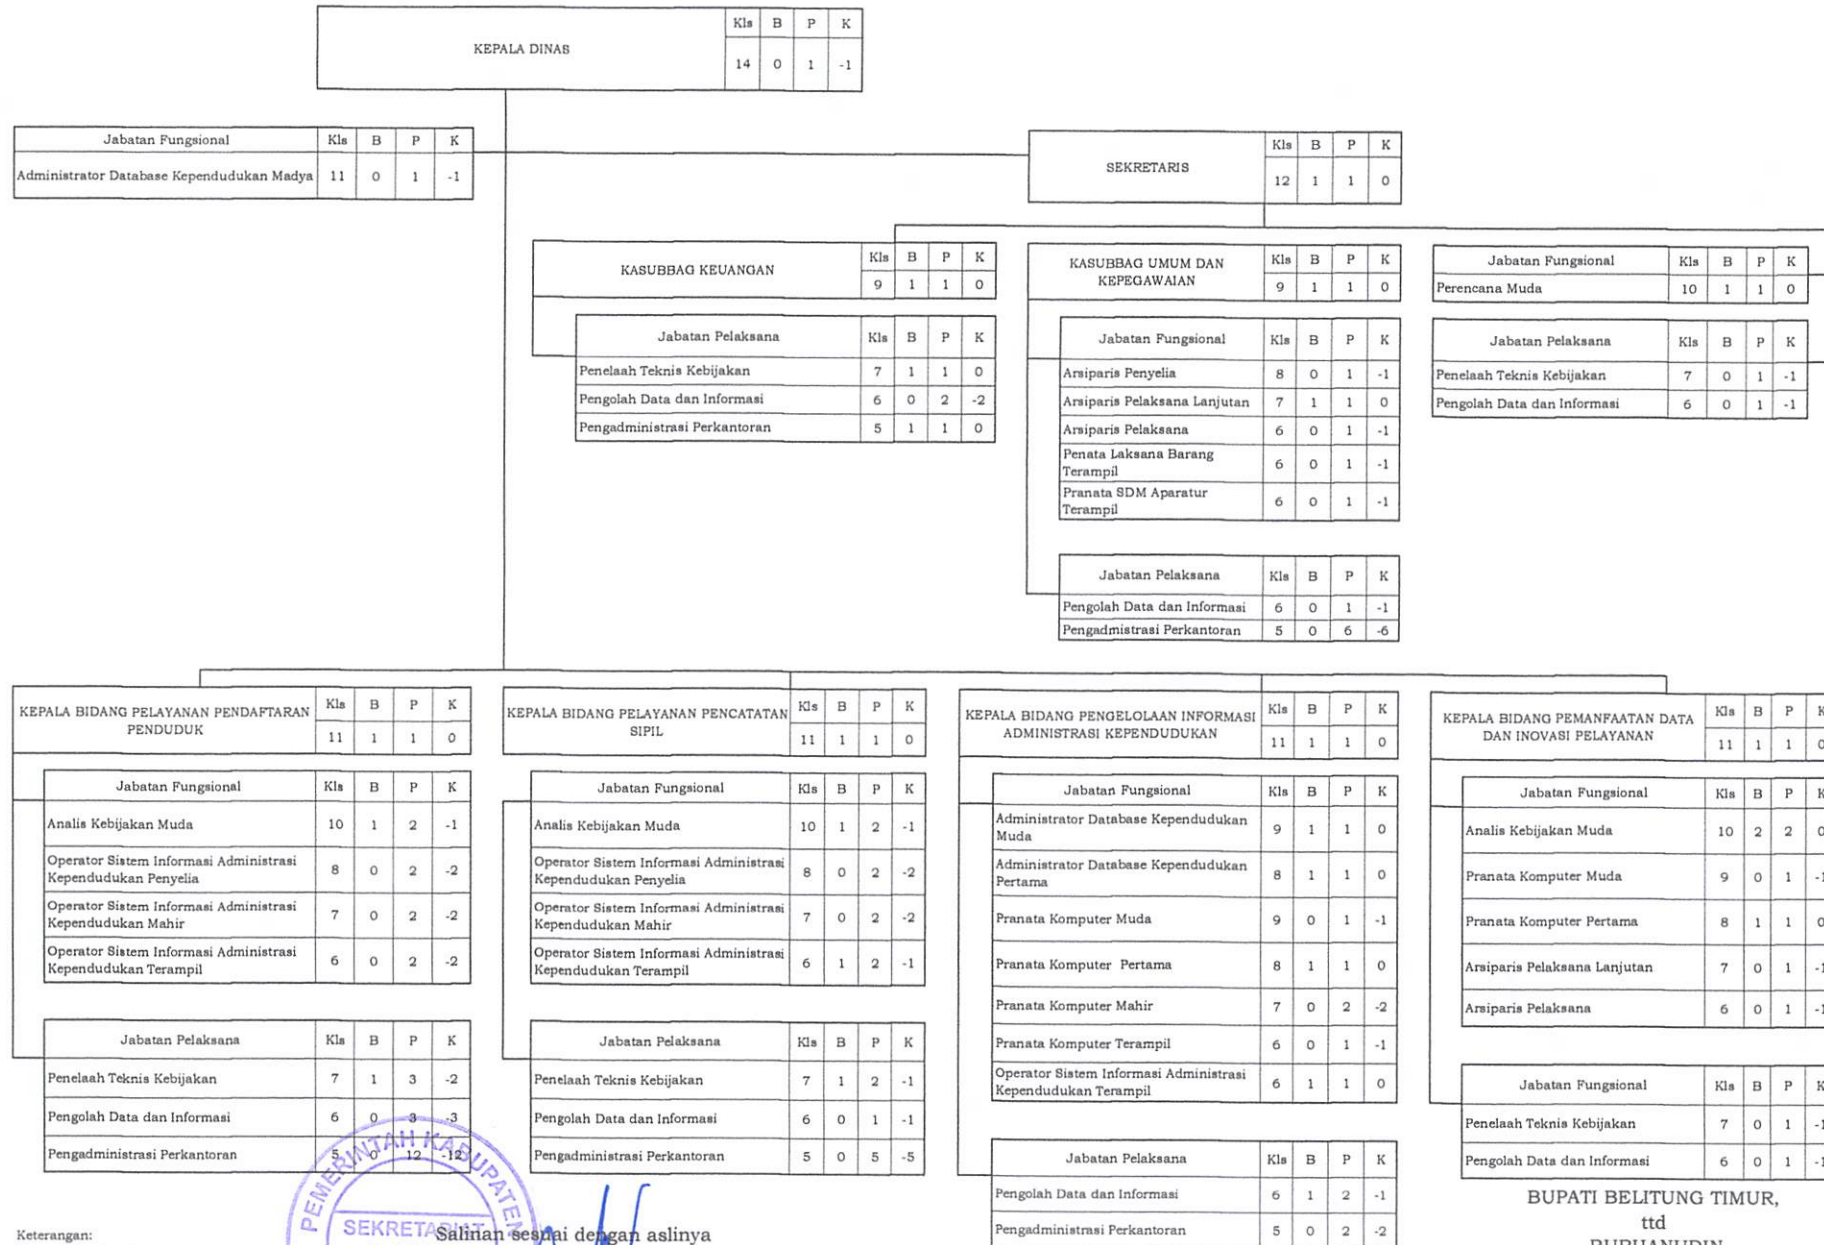 KEPALA DINAS
Kls B P K
14 0 1 -1
Jabatan Fungsional Kls B P K
Administrator Database Kependudukan Madya 11 0 1 -1
SEKRETARIS
Kls B P K
12 1 1 0
KASUBBAG KEUANGAN
Kls B P K
9 1 1 0
Jabatan Pelaksana Kls B P K
Penelaah Teknis Kebijakan 7 1 1 0
Pengolah Data dan Informasi 6 0 2 -2
Pengadministrasi Perkantoran 5 1 1 0
KASUBBAG UMUM DAN
KEPEGAWAIAN
Kls B P K
9 1 1 0
Jabatan Fungsional Kls B P K
Arsiparis Penyelia 8 0 1 -1
Arsiparis Pelaksana Lanjutan 7 1 1 0
Arsiparis Pelaksana 6 0 1 -1
Penata Laksana Barang
Terampil 6 0 1 -1
Pranata SDM Aparatur
Terampil 6 0 1 -1
Jabatan Pelaksana Kls B P K
Pengolah Data dan Informasi 6 0 1 -1
Pengadmistrasi Perkantoran 5 0 6 -6
Jabatan Fungsional Kls B P K
Perencana Muda 10 1 1 0
Jabatan Pelaksana Kls B P K
Penelaah Teknis Kebijakan 7 0 1 -1
Pengolah Data dan Informasi 6 0 1 -1
KEPALA BIDANG PELAYANAN PENDAFTARAN
PENDUDUK
Kls B P K
11 1 1 0
Jabatan Fungsional Kls B P K
Analis Kebijakan Muda 10 1 2 -1
Operator Sistem Informasi Administrasi
Kependudukan Penyelia 8 0 2 -2
Operator Sistem Informasi Administrasi
Kependudukan Mahir 7 0 2 -2
Operator Sistem Informasi Administrasi
Kependudukan Terampil 6 0 2 -2
Jabatan Pelaksana Kls B P K
Penelaah Teknis Kebijakan 7 1 3 -2
Pengolah Data dan Informasi 6 0 3 -3
Pengadministrasi Perkantoran 5 0 12 -12
KEPALA BIDANG PELAYANAN PENCATATAN
SIPIL
Kls B P K
11 1 1 0
Jabatan Fungsional Kls B P K
Analis Kebijakan Muda 10 1 2 -1
Operator Sistem Informasi Administrasi
Kependudukan Penyelia 8 0 2 -2
Operator Sistem Informasi Administrasi
Kependudukan Mahir 7 0 2 -2
Operator Sistem Informasi Administrasi
Kependudukan Terampil 6 1 2 -1
Jabatan Pelaksana Kls B P K
Penelaah Teknis Kebijakan 7 1 2 -1
Pengolah Data dan Informasi 6 0 1 -1
Pengadministrasi Perkantoran 5 0 5 -5
KEPALA BIDANG PENGELOLAAN INFORMASI
ADMINISTRASI KEPENDUDUKAN
Kls B P K
11 1 1 0
Jabatan Fungsional Kls B P K
Administrator Database Kependudukan
Muda 9 1 1 0
Administrator Database Kependudukan
Pertama 8 1 1 0
Pranata Komputer Muda 9 0 1 -1
Pranata Komputer Pertama 8 1 1 0
Pranata Komputer Mahir 7 0 2 -2
Pranata Komputer Terampil 6 0 1 -1
Operator Sistem Informasi Administrasi
Kependudukan Terampil 6 1 1 0
Jabatan Pelaksana Kls B P K
Pengolah Data dan Informasi 6 1 2 -1
Pengadministrasi Perkantoran 5 0 2 -2
KEPALA BIDANG PEMANFAATAN DATA
DAN INOVASI PELAYANAN
Kls B P K
11 1 1 0
Jabatan Fungsional Kls B P K
Analis Kebijakan Muda 10 2 2 0
Pranata Komputer Muda 9 0 1 -1
Pranata Komputer Pertama 8 1 1 0
Arsiparis Pelaksana Lanjutan 7 0 1 -1
Arsiparis Pelaksana 6 0 1 -1
Jabatan Fungsional Kls B P K
Penelaah Teknis Kebijakan 7 0 1 -1
Pengolah Data dan Informasi 6 0 1 -1
BUPATI BELITUNG TIMUR,
ttd
BURHANUDIN
Keterangan:
PEMERINTAH KABUPATEN
SEKRETARIAT
Salinan sesuai dengan aslinya